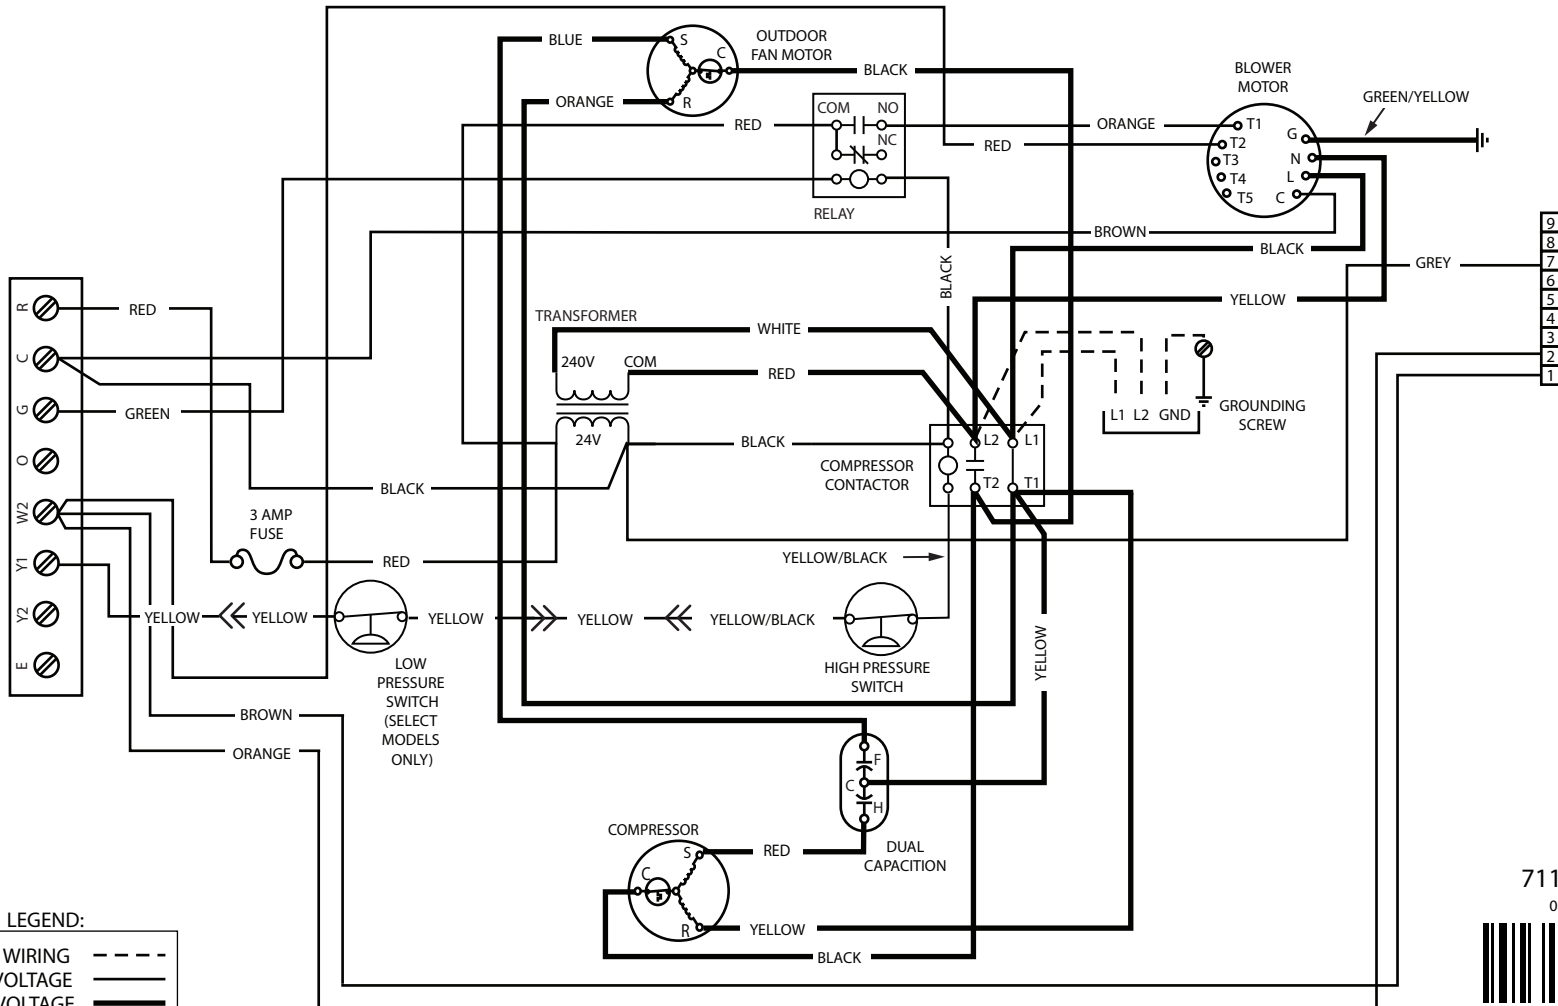 BLUE
S
C
OUTDOOR
FAN MOTOR
BLACK
ORANGE
R
RED
COM
NO
NC
RELAY
ORANGE
RED
BLOWER
MOTOR
GREEN/YELLOW
T1
T2
T3
T4
T5
G
N
L
C
BROWN
BLACK
GREY
YELLOW
9
8
7
6
5
4
3
2
1
R
C
G
O
W2
Y1
Y2
E
RED
GREEN
BLACK
TRANSFORMER
240V
COM
24V
WHITE
RED
BLACK
BLACK
L1
L2
GND
GROUNDING
SCREW
COMPRESSOR
CONTACTOR
L2
L1
T2
T1
3 AMP
FUSE
RED
YELLOW/BLACK
YELLOW
YELLOW
YELLOW
YELLOW
YELLOW/BLACK
LOW
PRESSURE
SWITCH
(SELECT
MODELS
ONLY)
HIGH PRESSURE
SWITCH
YELLOW
BROWN
ORANGE
F
C
H
DUAL
CAPACITION
COMPRESSOR
S
C
R
RED
YELLOW
BLACK
711
0
LEGEND:
WIRING
VOLTAGE
VOLTAGE